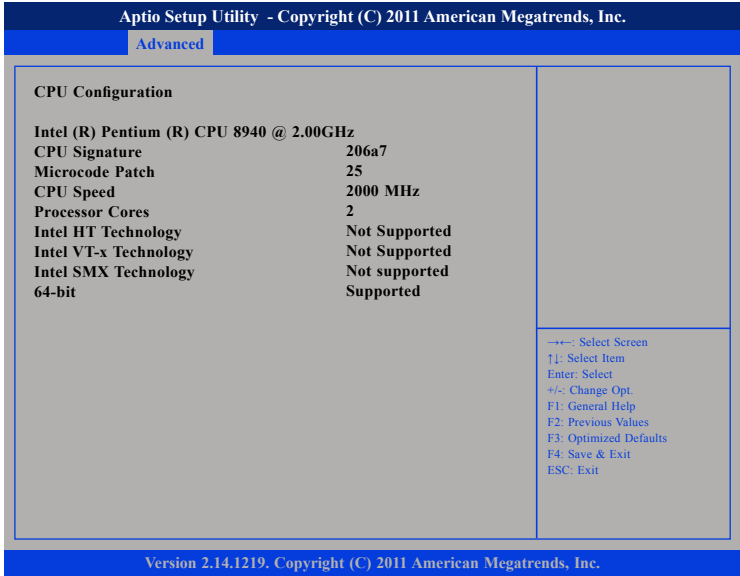 Aptio Setup Utility - Copyright (C) 2011 American Megatrends, Inc.
Advanced
CPU Configuration
Intel (R) Pentium (R) CPU 8940 @ 2.00GHz
CPU Signature 206a7
Microcode Patch 25
CPU Speed 2000 MHz
Processor Cores 2
Intel HT Technology Not Supported
Intel VT-x Technology Not Supported
Intel SMX Technology Not supported
64-bit Supported
→←: Select Screen
↑↓: Select Item
Enter: Select
+/-: Change Opt.
F1: General Help
F2: Previous Values
F3: Optimized Defaults
F4: Save & Exit
ESC: Exit
Version 2.14.1219. Copyright (C) 2011 American Megatrends, Inc.